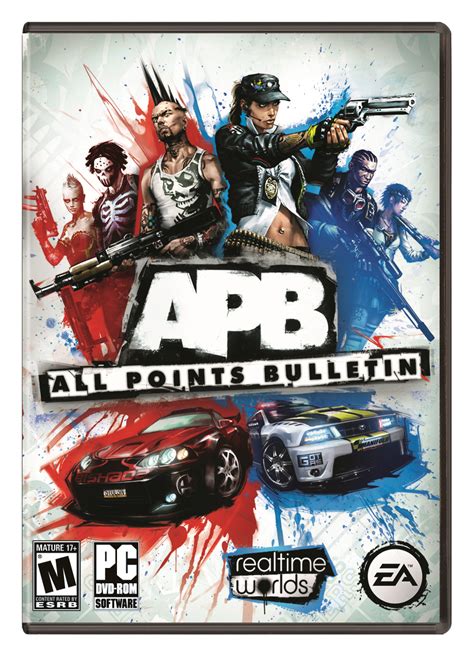 APB
ALL POINTS BULLETIN
MATURE 17+
M
CONTENT RATED BY
ESRB
PC
DVD-ROM
SOFTWARE
realtime
worlds
EA